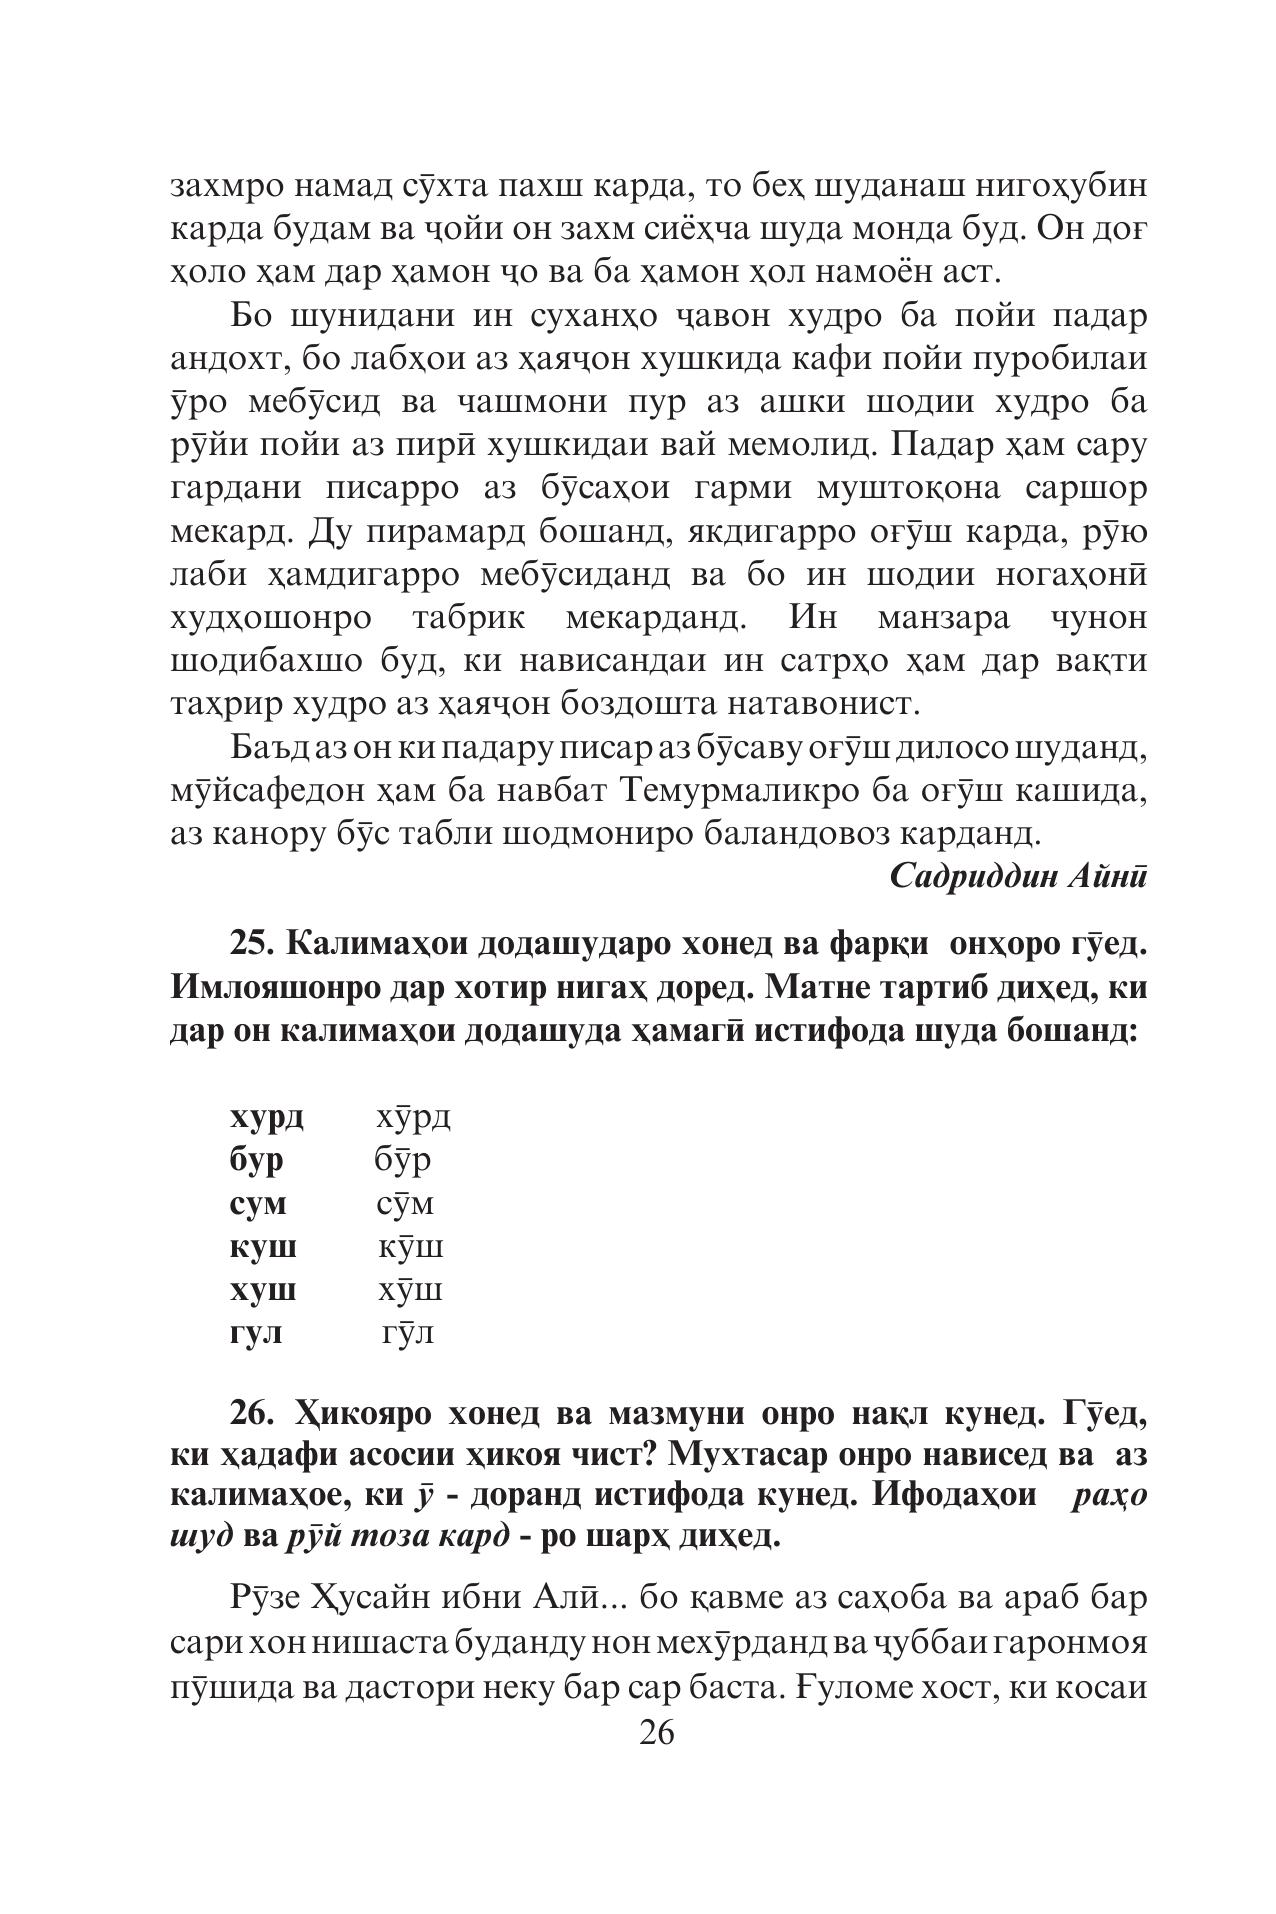 захмро намад сӯхта пахш карда, то беҳ шуданаш нигоҳубин
карда будам ва ҷойи он захм сиёҳча шуда монда буд. Он доғ
ҳоло ҳам дар ҳамон ҷо ва ба ҳамон ҳол намоён аст.
Бо шунидани ин суханҳо ҷавон худро ба пойи падар
андохт, бо лабҳои аз ҳаяҷон хушкида кафи пойи пуробилаи
ӯро мебӯсид ва чашмони пур аз ашки шодии худро ба
рӯйи пойи аз пирӣ хушкидаи вай мемолид. Падар ҳам сару
гардани писарро аз бӯсаҳои гарми муштоқона саршор
мекард. Ду пирамард бошанд, якдигарро оғӯш карда, рӯю
лаби ҳамдигарро мебӯсиданд ва бо ин шодии ногаҳонӣ
худҳошонро табрик мекарданд. Ин манзара чунон
шодибахшо буд, ки нависандаи ин сатрҳо ҳам дар вақти
таҳрир худро аз ҳаяҷон боздошта натавонист.
Баъд аз он ки падару писар аз бӯсаву оғӯш дилосо шуданд,
мӯйсафедон ҳам ба навбат Темурмаликро ба оғӯш кашида,
аз канору бӯс табли шодмониро баландовоз карданд.
Садриддин Айнӣ
25. Калимаҳои додашударо хонед ва фарқи онҳоро гӯед.
Имлояшонро дар хотир нигаҳ доред. Матне тартиб диҳед, ки
дар он калимаҳои додашуда ҳамагӣ истифода шуда бошанд:
хурд хӯрд
бур бӯр
сум сӯм
куш кӯш
хуш хӯш
гул гӯл
26. Ҳикояро хонед ва мазмуни онро нақл кунед. Гӯед,
ки ҳадафи асосии ҳикоя чист? Мухтасар онро нависед ва аз
калимаҳое, ки ӯ - доранд истифода кунед. Ифодаҳои раҳо
шуд ва рӯй тоза кард - ро шарҳ диҳед.
Рӯзе Ҳусайн ибни Алӣ... бо қавме аз саҳоба ва араб бар
сари хон нишаста буданду нон мехӯрданд ва ҷуббаи гаронмоя
пӯшида ва дастори неку бар сар баста. Ғуломе хост, ки косаи
26